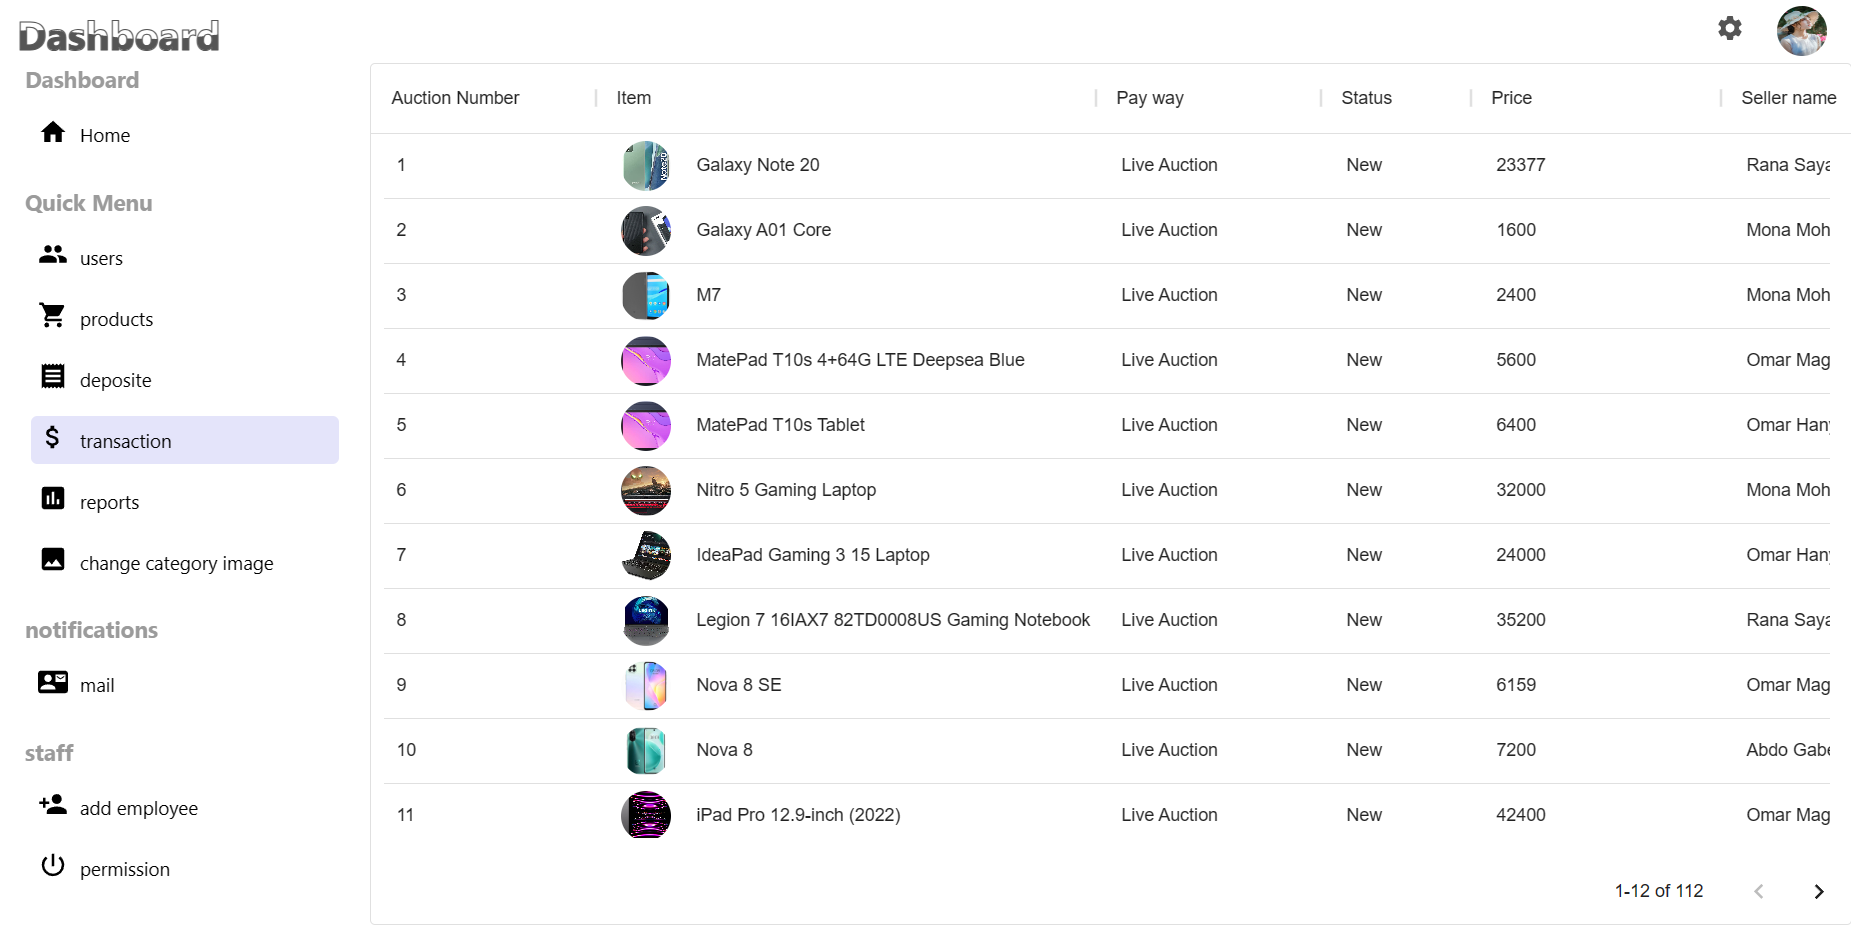 Dashboard
Dashboard
Home
Quick Menu
users
products
deposite
transaction
reports
change category image
notifications
mail
staff
add employee
permission
Auction Number Item Pay way Status Price Seller name
1 Galaxy Note 20 Live Auction New 23377 Rana Saya
2 Galaxy A01 Core Live Auction New 1600 Mona Moh
3 M7 Live Auction New 2400 Mona Moh
4 MatePad T10s 4+64G LTE Deepsea Blue Live Auction New 5600 Omar Mag
5 MatePad T10s Tablet Live Auction New 6400 Omar Hany
6 Nitro 5 Gaming Laptop Live Auction New 32000 Mona Moh
7 IdeaPad Gaming 3 15 Laptop Live Auction New 24000 Omar Hany
8 Legion 7 16IAX7 82TD0008US Gaming Notebook Live Auction New 35200 Rana Saya
9 Nova 8 SE Live Auction New 6159 Omar Mag
10 Nova 8 Live Auction New 7200 Abdo Gabe
11 iPad Pro 12.9-inch (2022) Live Auction New 42400 Omar Mag
1-12 of 112